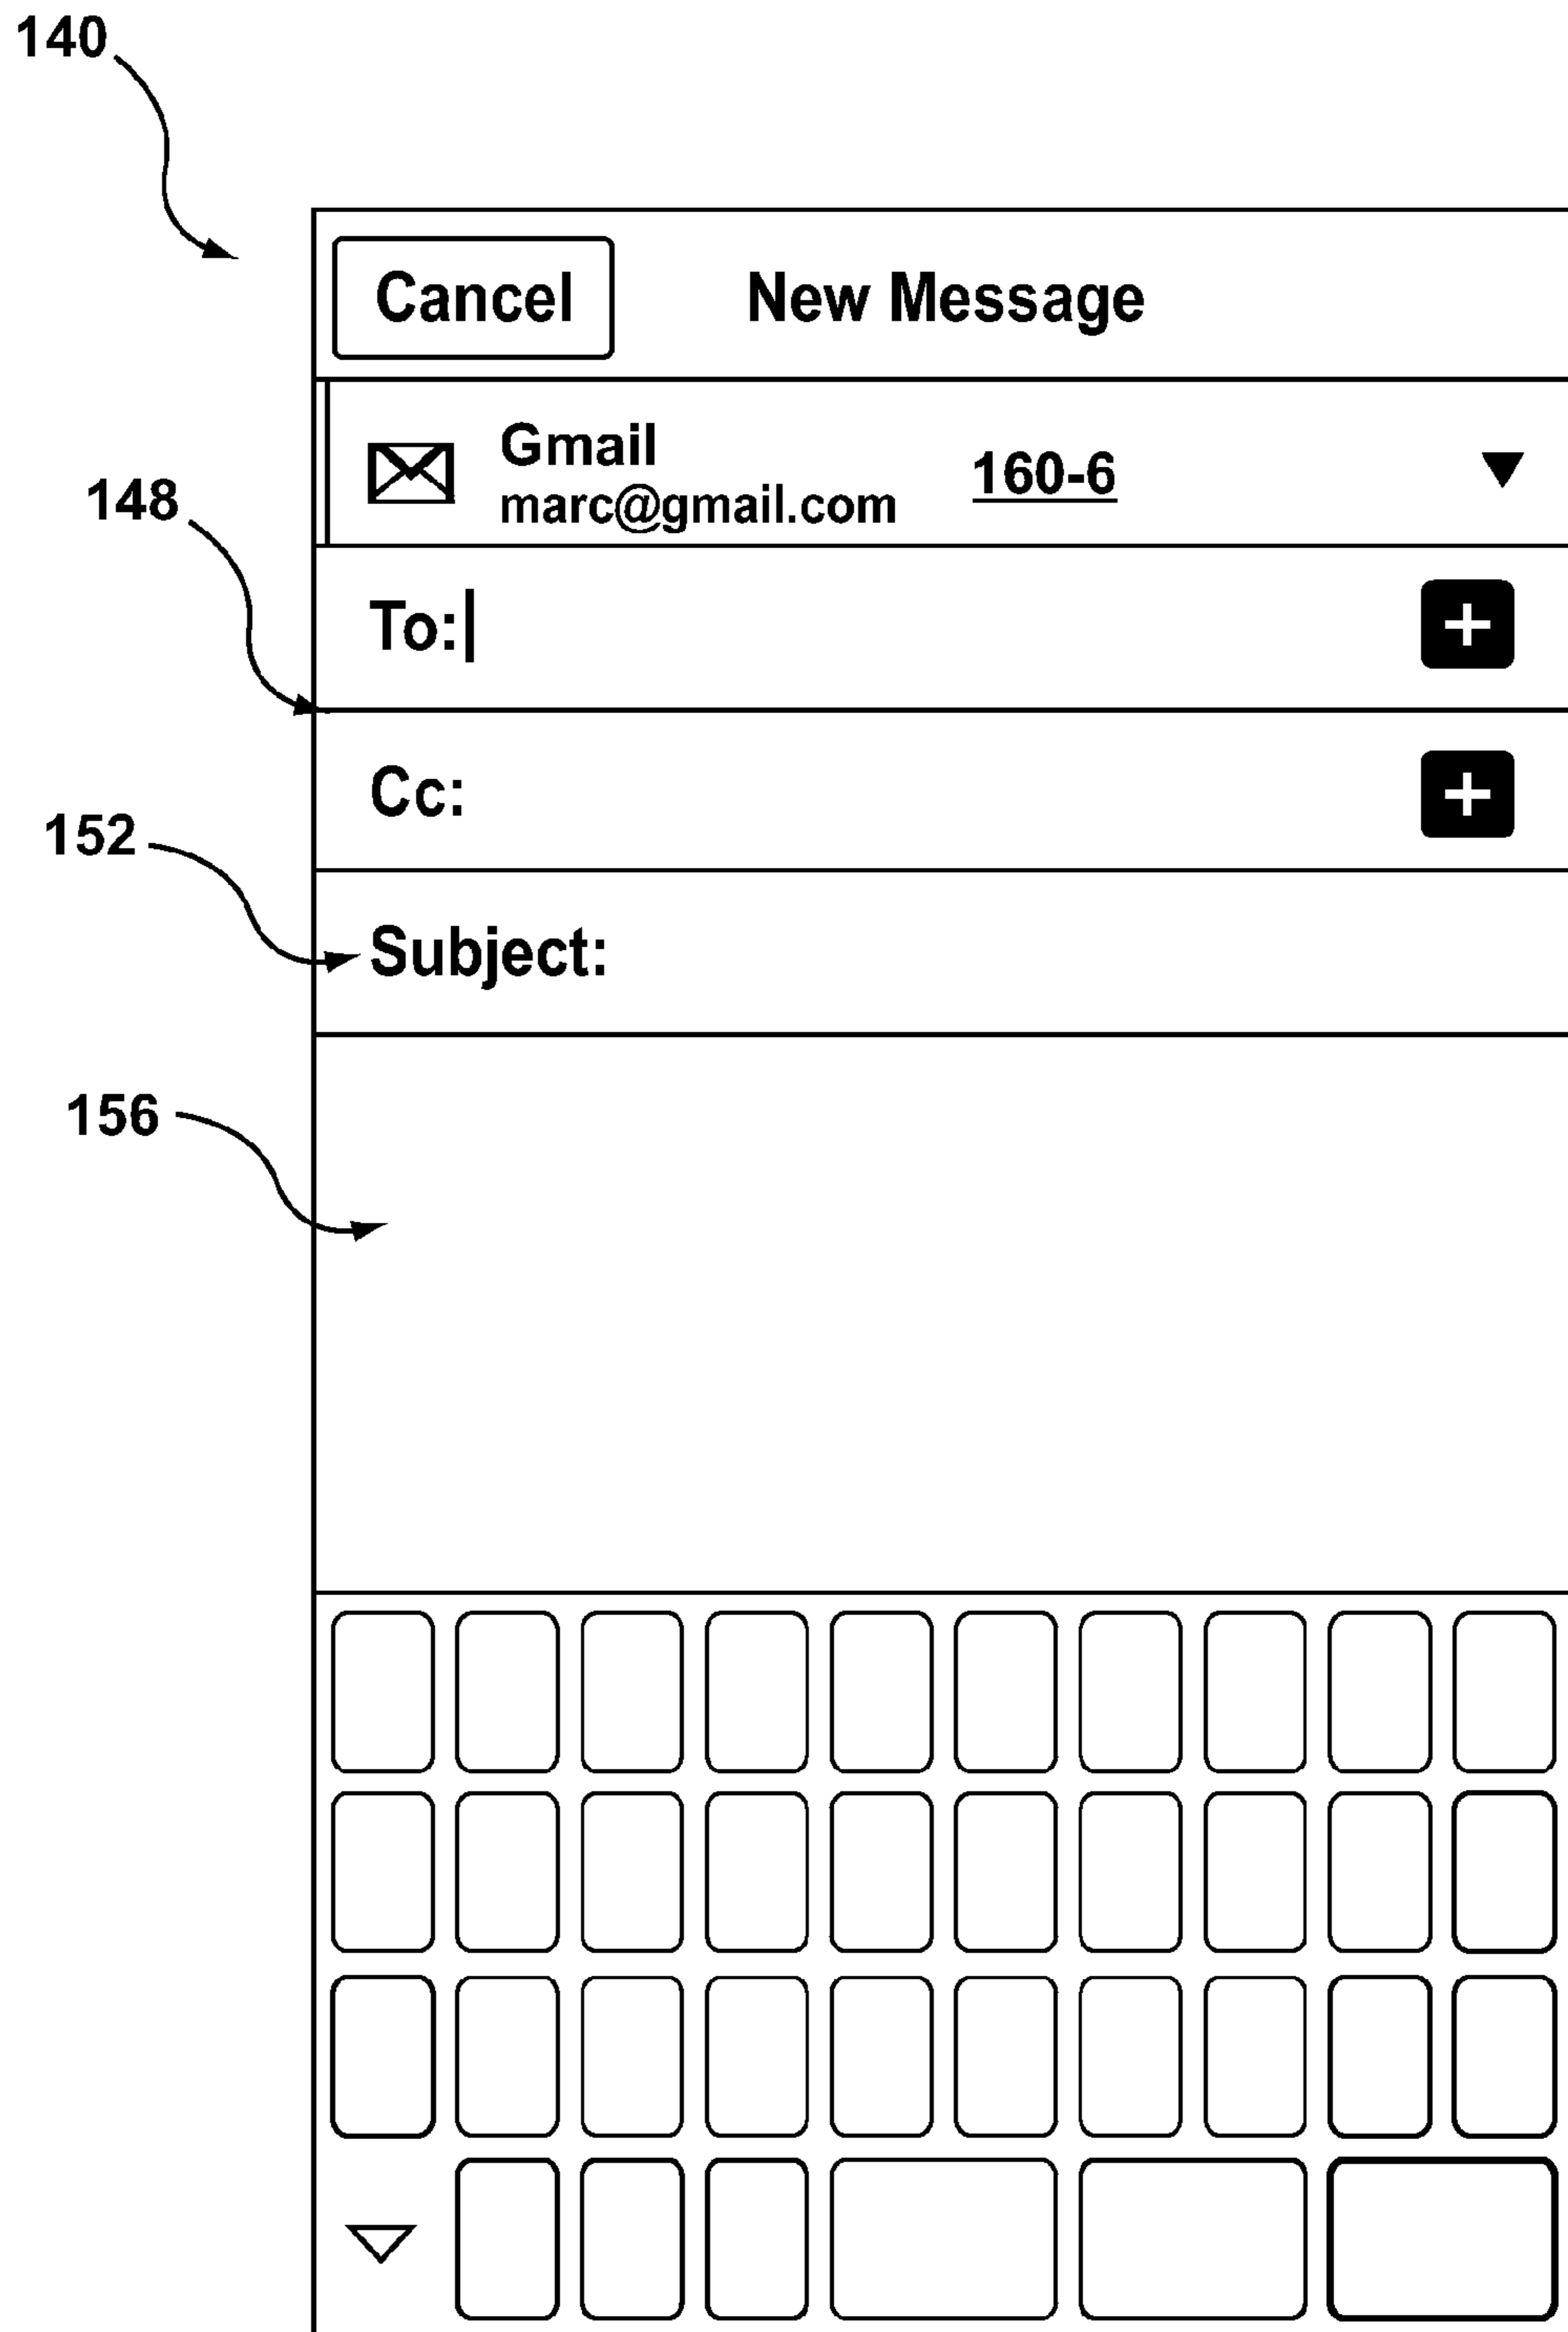 140
Cancel New Message
Gmail
marc@gmail.com 160-6
148
To:
Cc:
152
Subject:
156